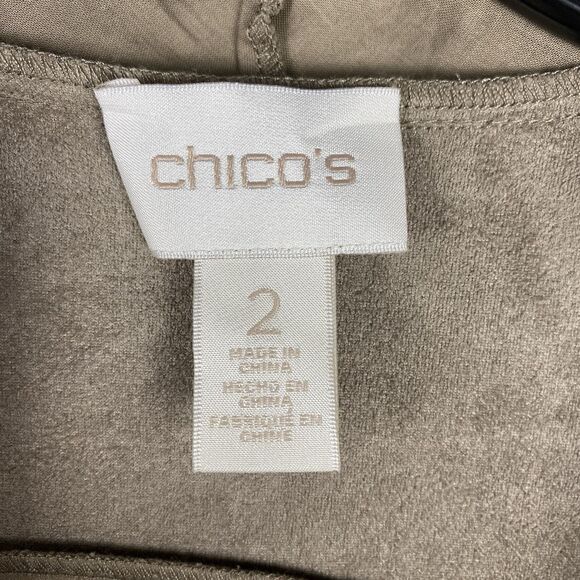 chico's
2
MADE IN
CHINA
HECHO EN
CHINA
FABRIQUÉ EN
CHINE